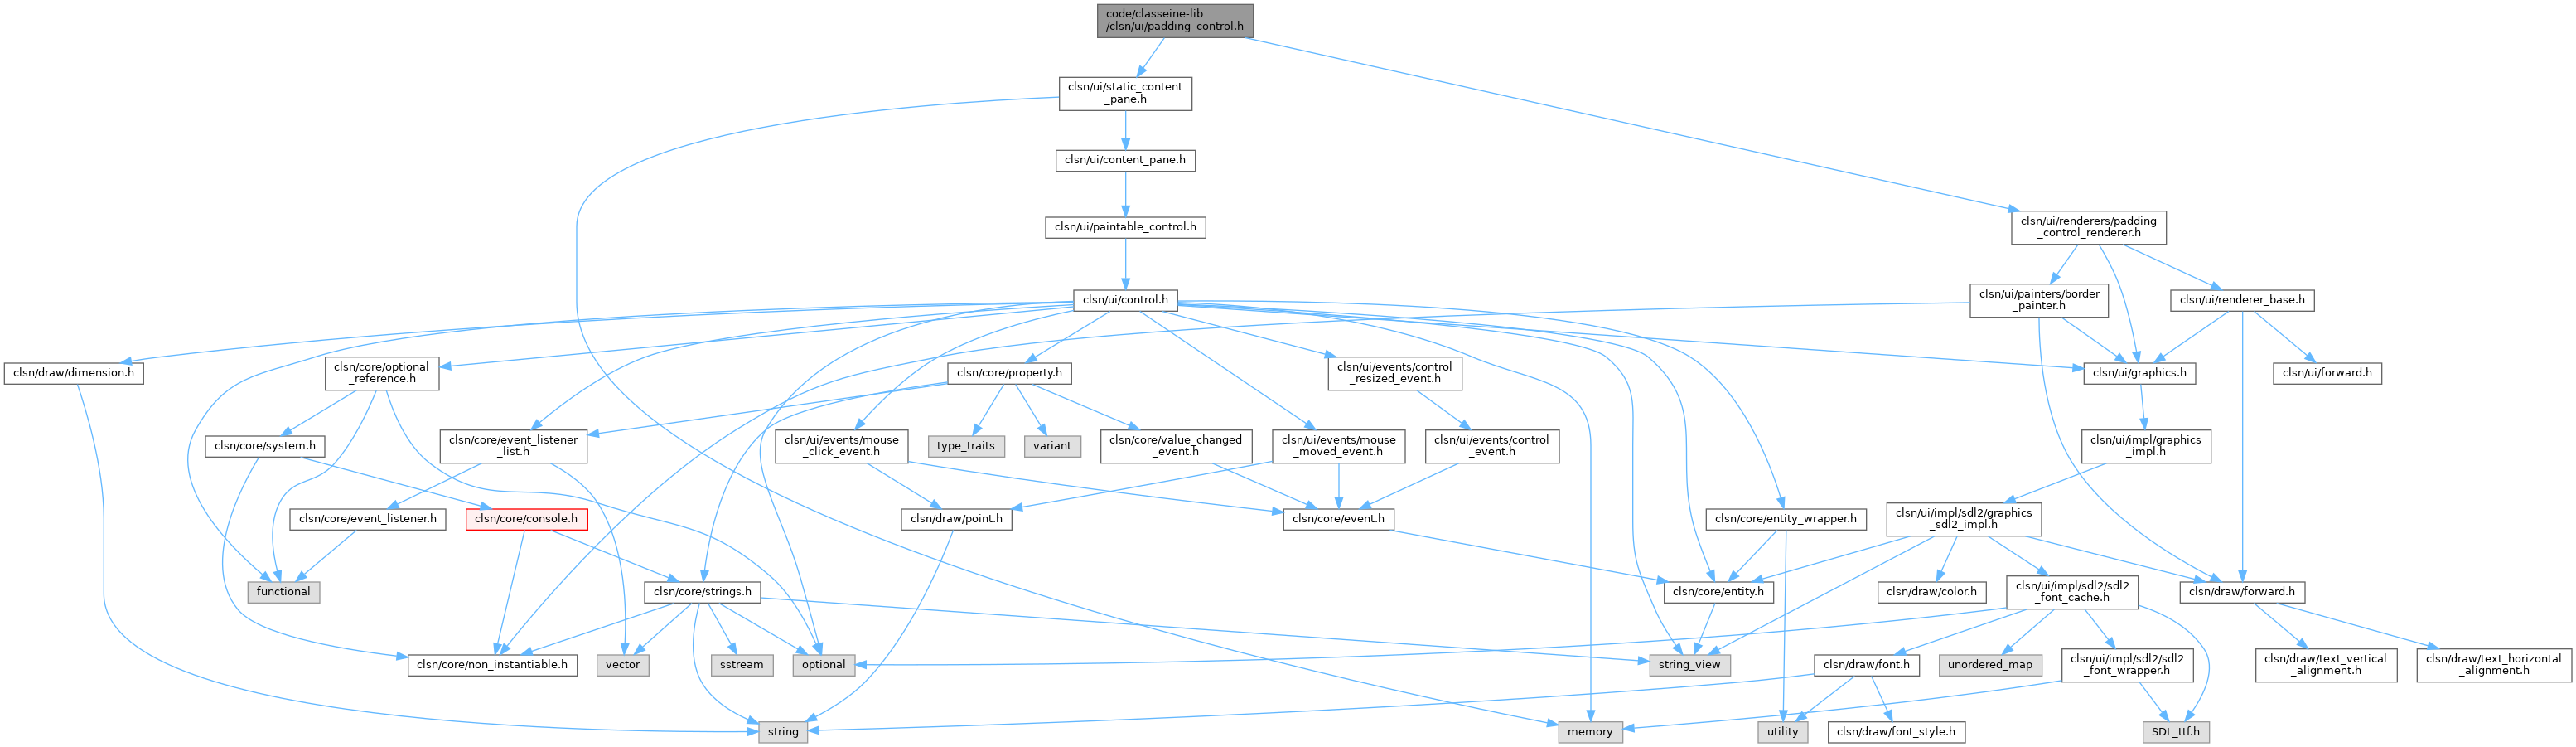 code/classeine-lib
/clsn/ui/padding_control.h
clsn/ui/static_content
_pane.h
clsn/ui/content_pane.h
clsn/ui/renderers/padding
_control_renderer.h
clsn/ui/paintable_control.h
clsn/ui/control.h
clsn/ui/painters/border
_painter.h
clsn/ui/renderer_base.h
clsn/draw/dimension.h
clsn/core/optional
_reference.h
clsn/core/property.h
clsn/ui/events/control
_resized_event.h
clsn/ui/graphics.h
clsn/ui/forward.h
clsn/core/system.h
clsn/core/event_listener
_list.h
clsn/ui/events/mouse
_click_event.h
type_traits
variant
clsn/core/value_changed
_event.h
clsn/ui/events/mouse
_moved_event.h
clsn/ui/events/control
_event.h
clsn/ui/impl/graphics
_impl.h
clsn/core/event_listener.h
clsn/core/console.h
clsn/draw/point.h
clsn/core/event.h
clsn/core/entity_wrapper.h
clsn/ui/impl/sdl2/graphics
_sdl2_impl.h
functional
clsn/core/strings.h
clsn/core/entity.h
clsn/draw/color.h
clsn/ui/impl/sdl2/sdl2
_font_cache.h
clsn/draw/forward.h
clsn/core/non_instantiable.h
vector
sstream
optional
string_view
clsn/draw/font.h
unordered_map
clsn/ui/impl/sdl2/sdl2
_font_wrapper.h
clsn/draw/text_vertical
_alignment.h
clsn/draw/text_horizontal
_alignment.h
string
memory
utility
clsn/draw/font_style.h
SDL_ttf.h